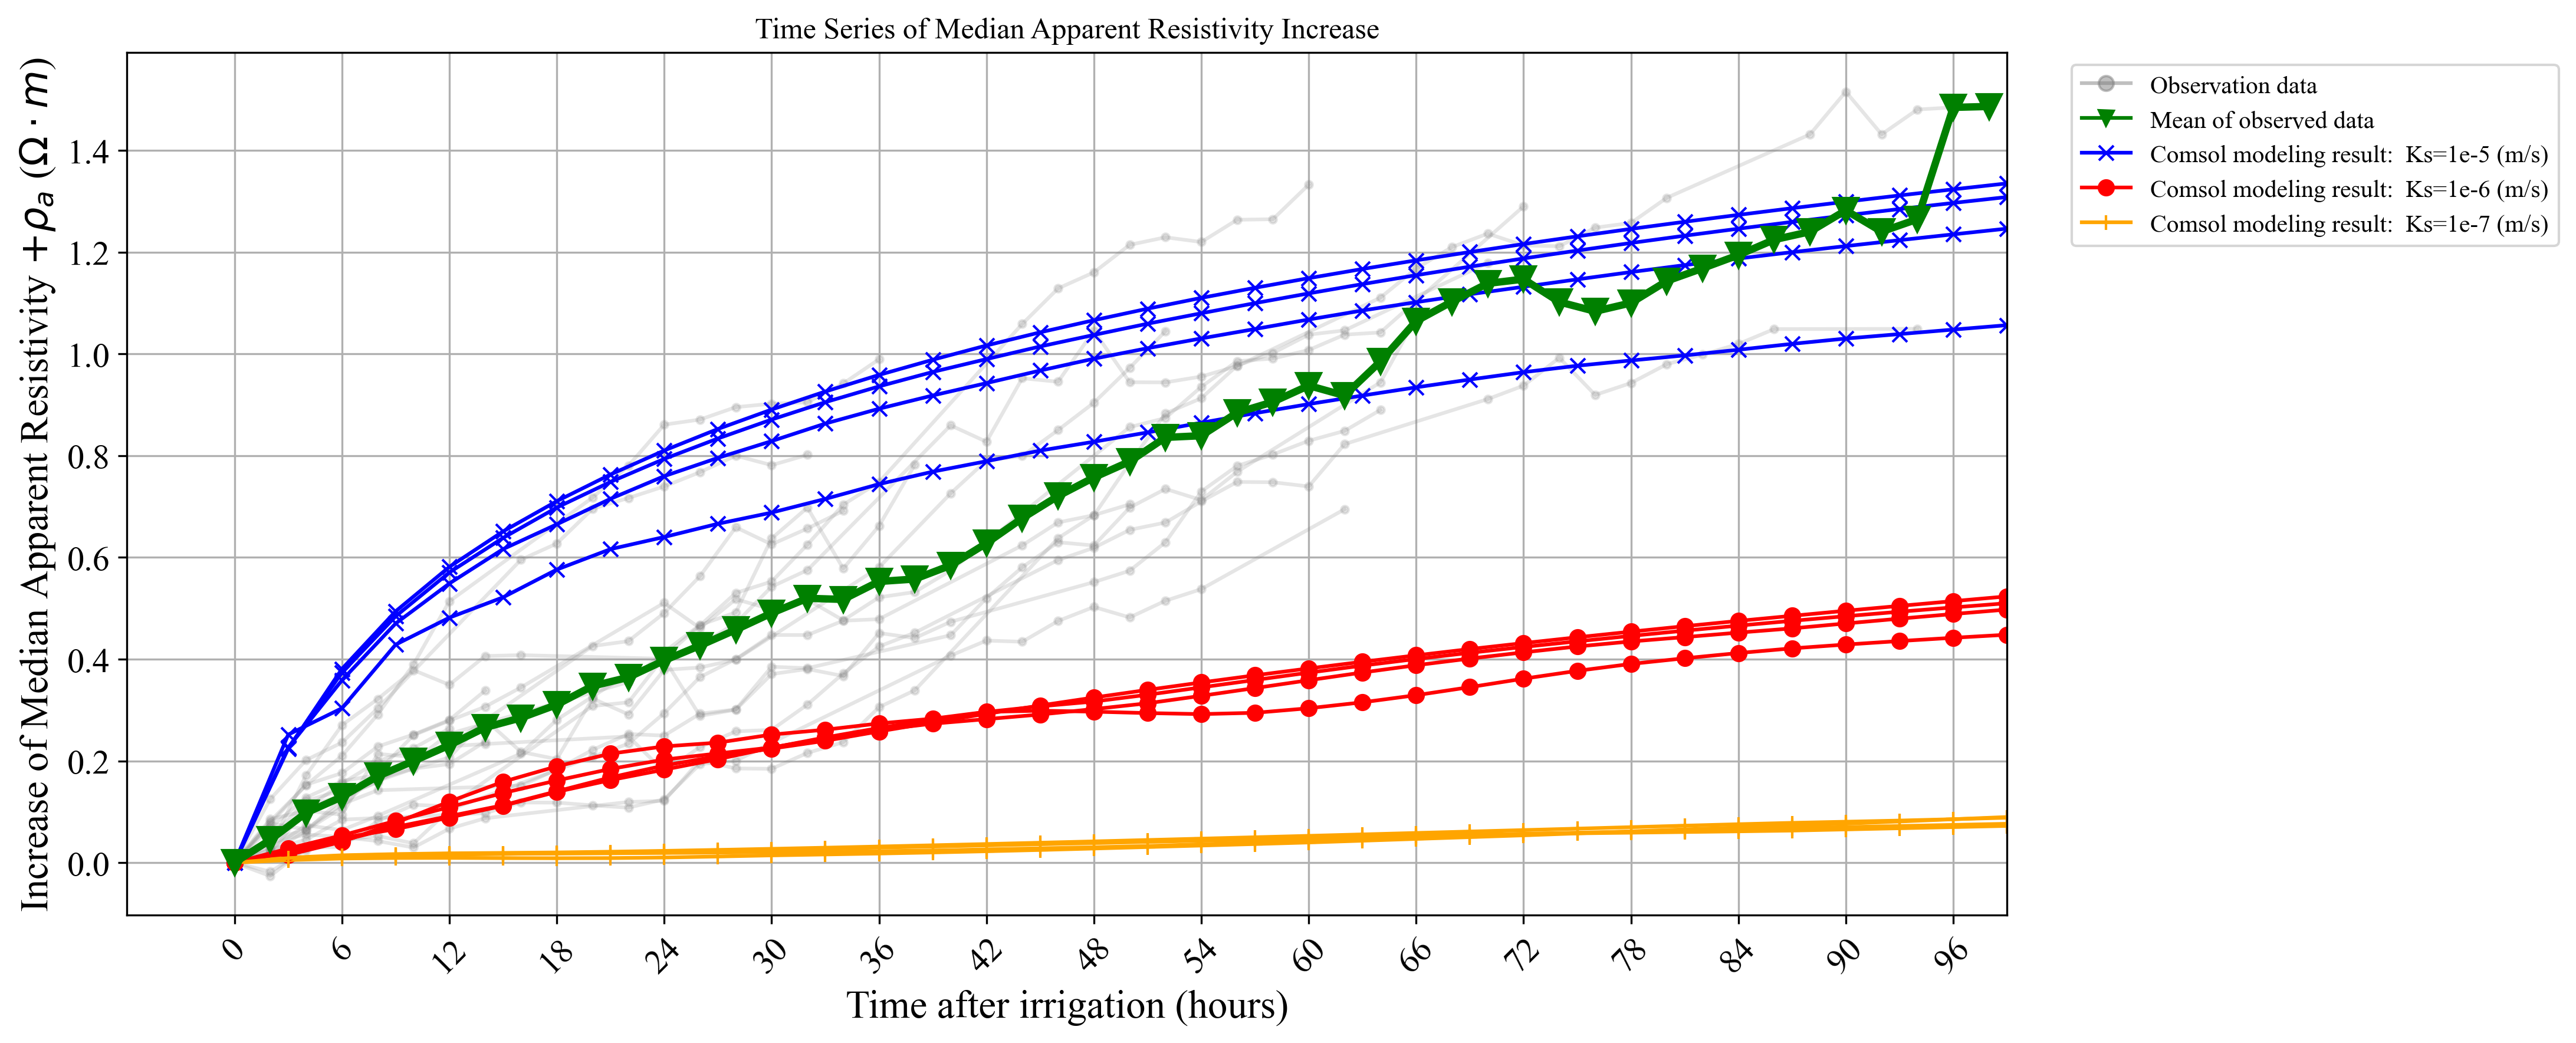 Time Series of Median Apparent Resistivity Increase
Increase of Median Apparent Resistivity +ρₐ (Ω · m)
1.4
1.2
1.0
0.8
0.6
0.4
0.2
0.0
0 6 12 18 24 30 36 42 48 54 60 66 72 78 84 90 96
Time after irrigation (hours)
Observation data
Mean of observed data
Comsol modeling result: Ks=1e-5 (m/s)
Comsol modeling result: Ks=1e-6 (m/s)
Comsol modeling result: Ks=1e-7 (m/s)